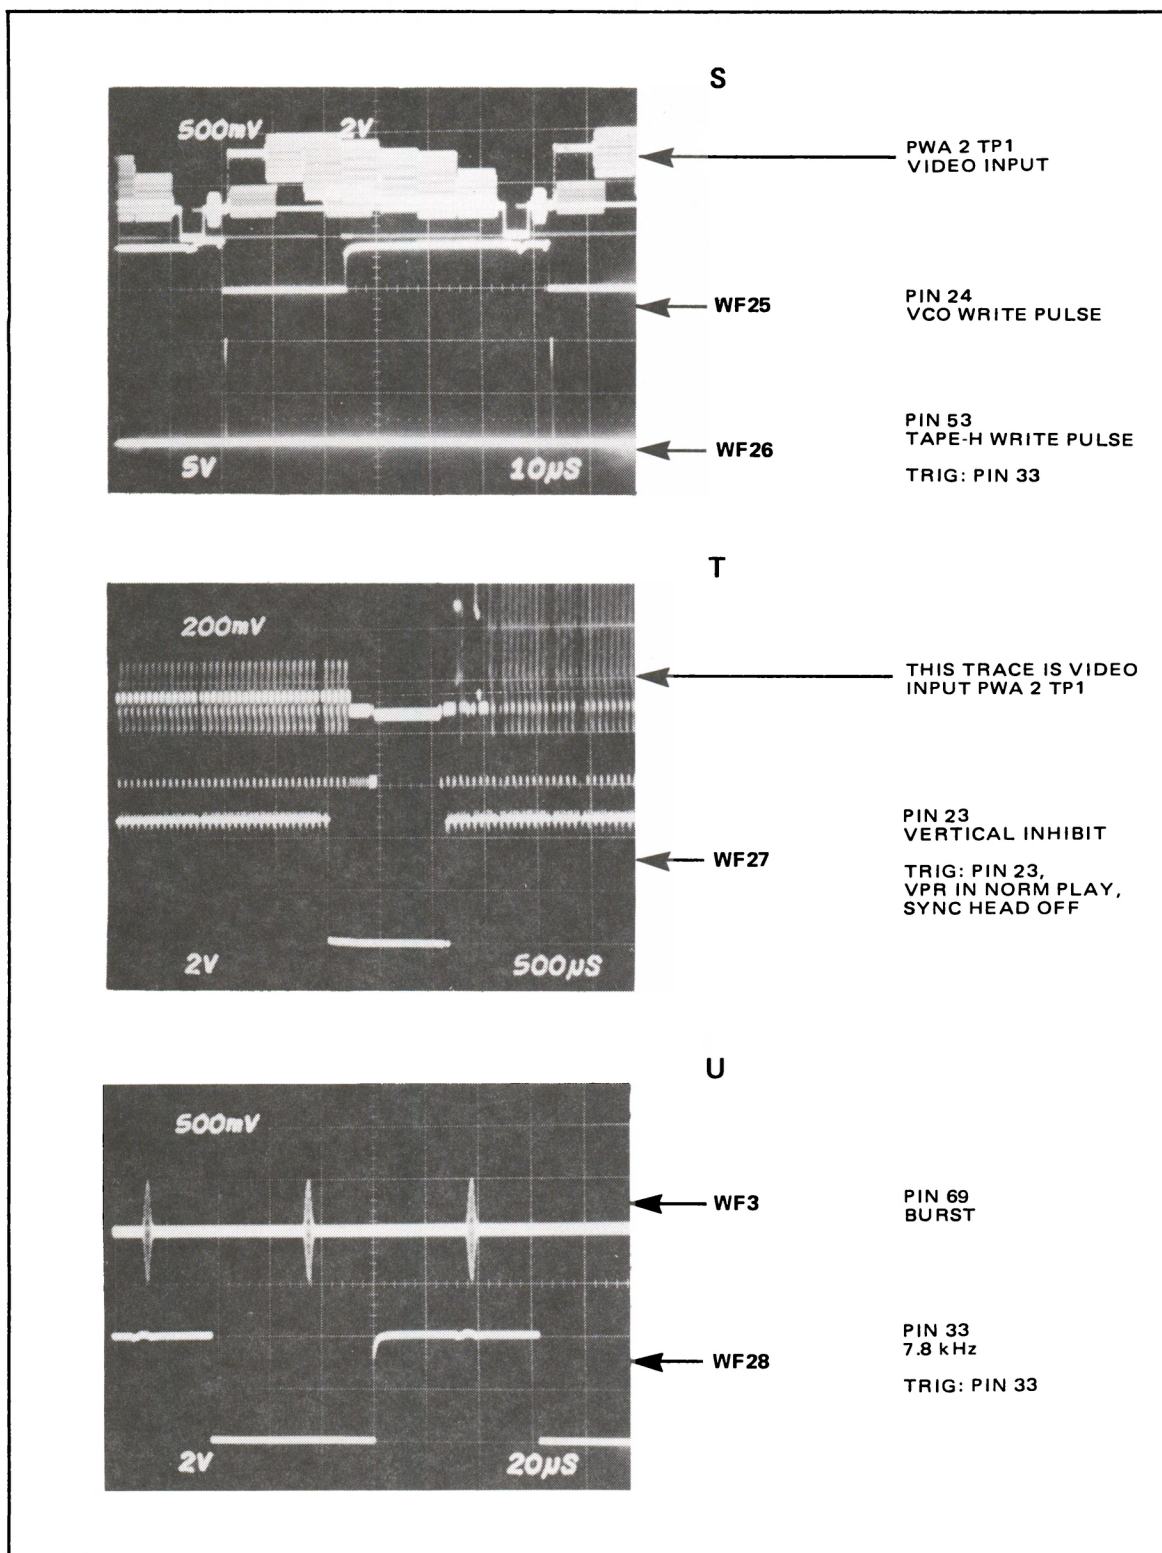 S
500mV 2V
PWA 2 TP1
VIDEO INPUT
WF25
PIN 24
VCO WRITE PULSE
WF26
PIN 53
TAPE-H WRITE PULSE
TRIG: PIN 33
5V 10µS
T
200mV
THIS TRACE IS VIDEO
INPUT PWA 2 TP1
WF27
PIN 23
VERTICAL INHIBIT
TRIG: PIN 23,
VPR IN NORM PLAY,
SYNC HEAD OFF
2V 500µS
U
500mV
WF3
PIN 69
BURST
WF28
PIN 33
7.8 kHz
TRIG: PIN 33
2V 20µS